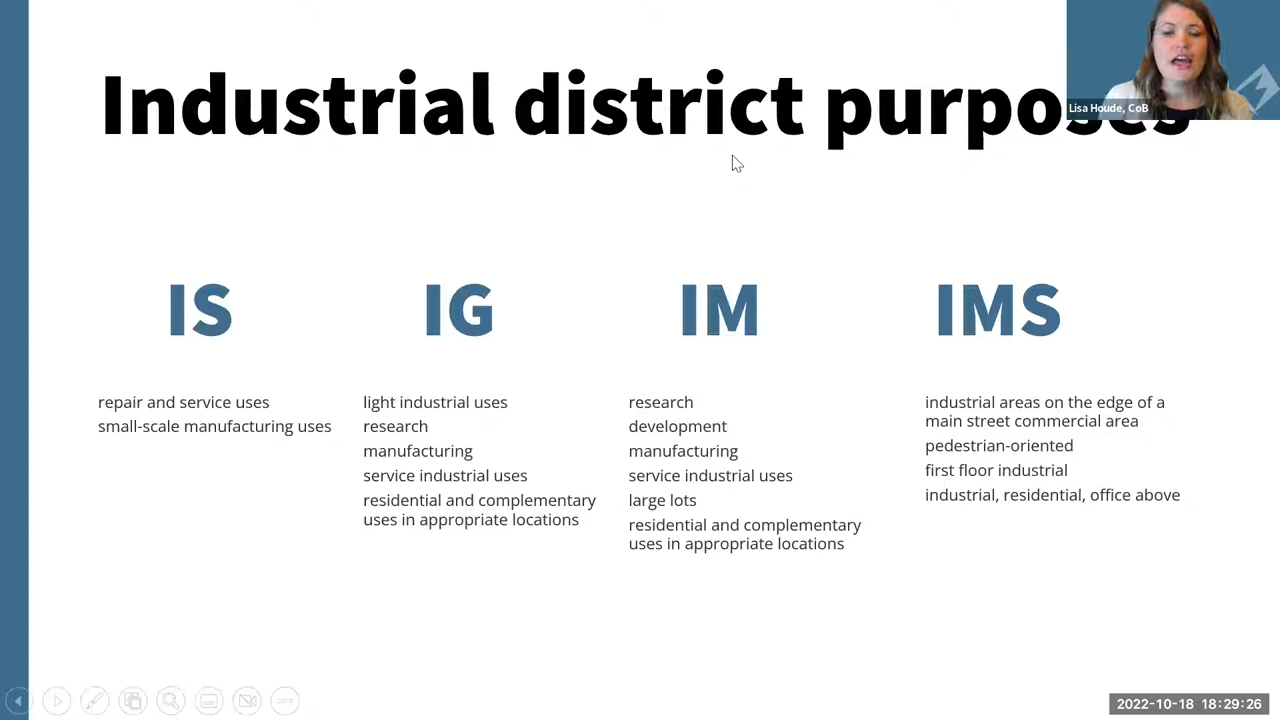 Industrial district purposes
Lisa Houde, CoB
IS
IG
IM
IMS
repair and service uses
small-scale manufacturing uses
light industrial uses
research
manufacturing
service industrial uses
residential and complementary
uses in appropriate locations
research
development
manufacturing
service industrial uses
large lots
residential and complementary
uses in appropriate locations
industrial areas on the edge of a
main street commercial area
pedestrian-oriented
first floor industrial
industrial, residential, office above
2022-10-18 18:29:26